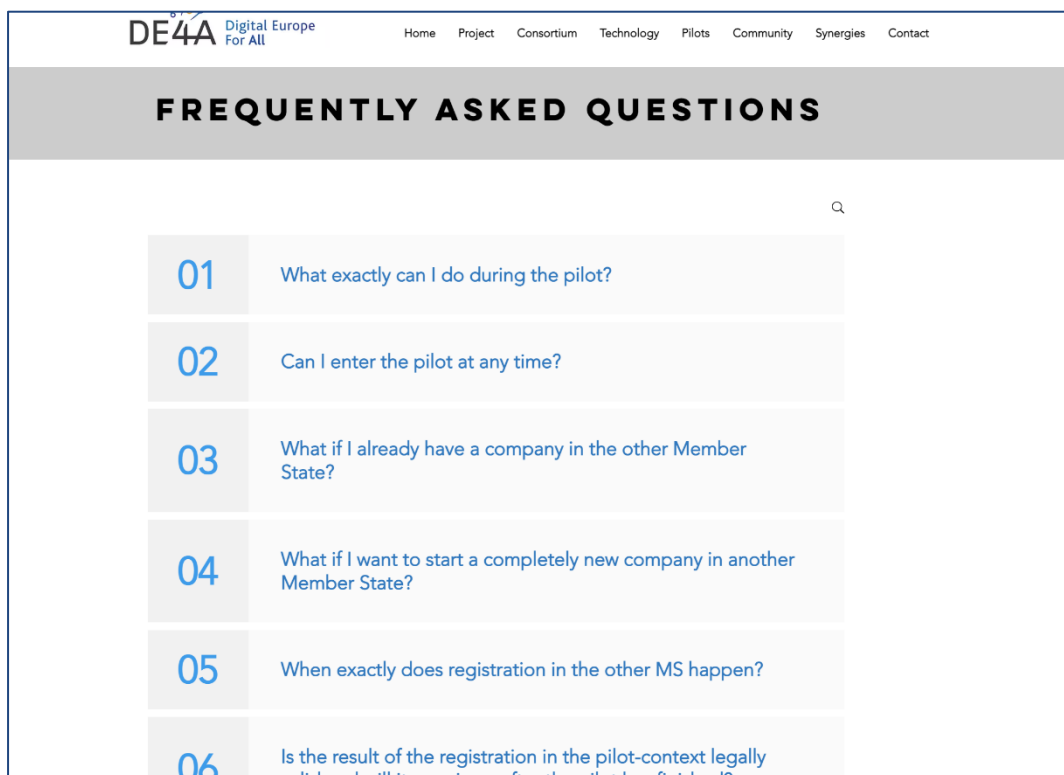 DE4A Digital Europe
For All
Home Project Consortium Technology Pilots Community Synergies Contact
FREQUENTLY ASKED QUESTIONS
01
What exactly can I do during the pilot?
02
Can I enter the pilot at any time?
03
What if I already have a company in the other Member
State?
04
What if I want to start a completely new company in another
Member State?
05
When exactly does registration in the other MS happen?
06
Is the result of the registration in the pilot-context legally